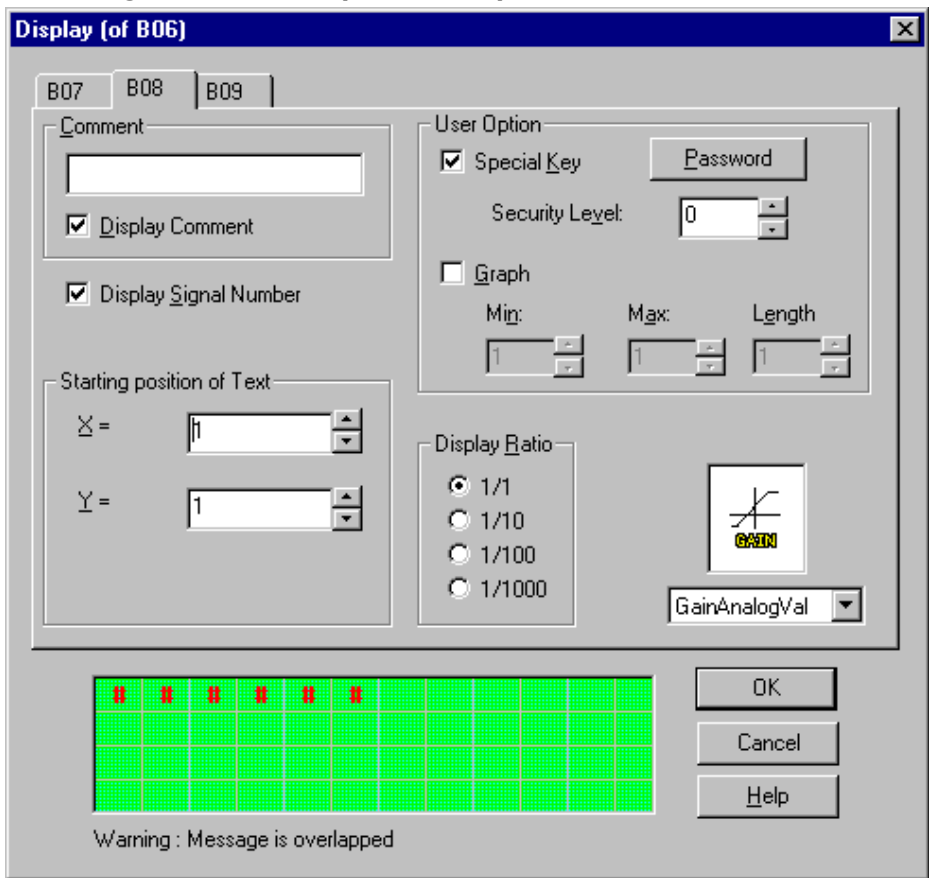 Display (of B06)
B07 B08 B09
Comment
Display Comment
Display Signal Number
Starting position of Text
X = 1
Y = 1
User Option
Special Key Password
Security Level: 0
Graph
Min: Max: Length
1 1 1
Display Ratio
1/1
1/10
1/100
1/1000
GAIN
GainAnalogVal
# # # # # #
OK
Cancel
Help
Warning : Message is overlapped